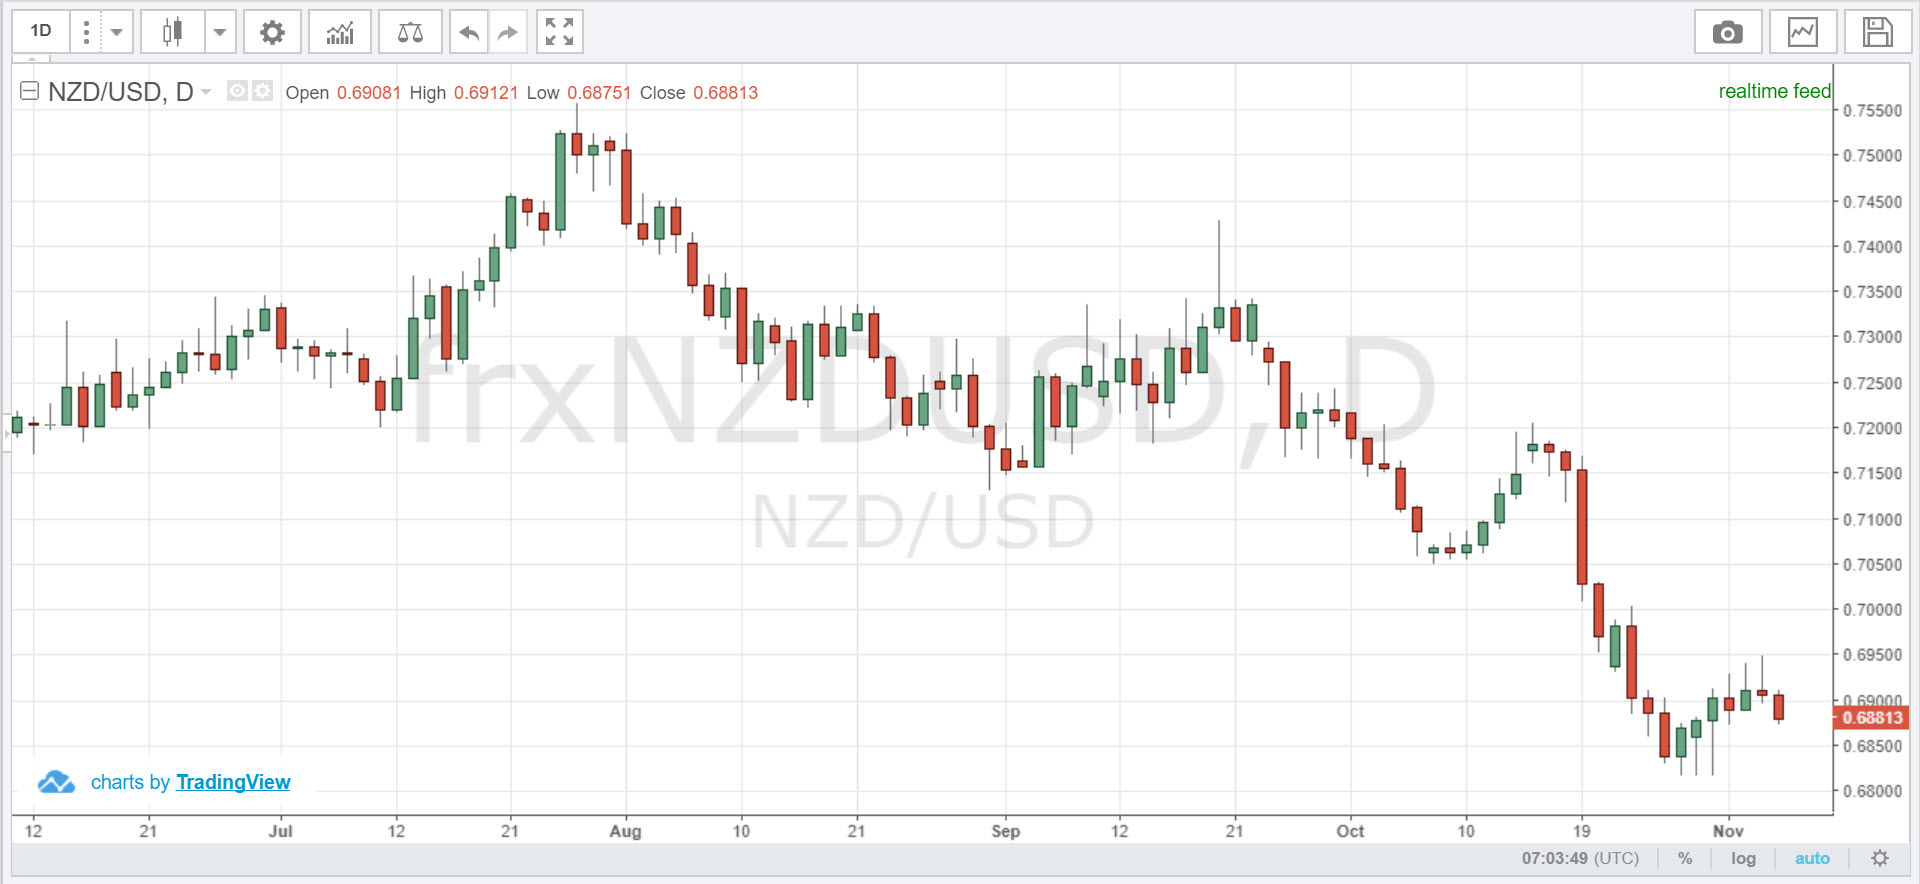 1D
NZD/USD, D Open 0.69081 High 0.69121 Low 0.68751 Close 0.68813
realtime feed
0.75500
0.75000
0.74500
0.74000
0.73500
0.73000
0.72500
0.72000
0.71500
0.71000
0.70500
0.70000
0.69500
0.69000
0.68813
0.68500
0.68000
frxNZDUSD, D
NZD/USD
charts by TradingView
12 21 Jul 12 21 Aug 10 21 Sep 12 21 Oct 10 19 Nov
07:03:49 (UTC) % log auto